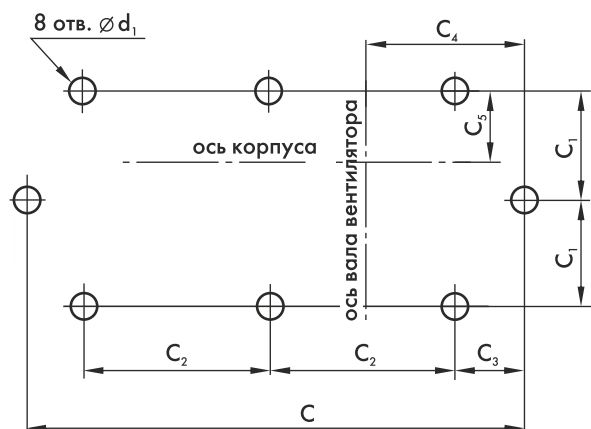 8 отв. ⌀ d₁
C₄
ось корпуса
ось вала вентилятора
C₅
C₁
C₁
C₂
C₂
C₃
C